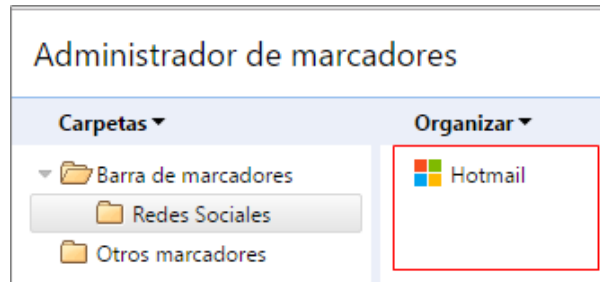 Administrador de marcadores
Carpetas ▼ Organizar ▼
Barra de marcadores Hotmail
Redes Sociales
Otros marcadores